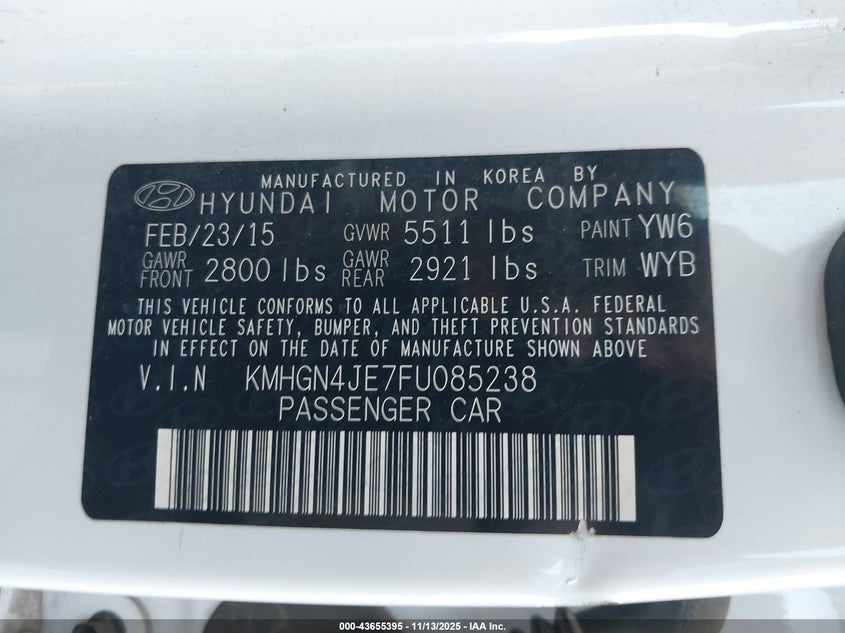 MANUFACTURED IN KOREA BY
HYUNDAI MOTOR COMPANY
FEB/23/15 GVWR 5511 lbs PAINT YW6
GAWR FRONT 2800 lbs GAWR REAR 2921 lbs TRIM WYB
THIS VEHICLE CONFORMS TO ALL APPLICABLE U.S.A. FEDERAL
MOTOR VEHICLE SAFETY, BUMPER, AND THEFT PREVENTION STANDARDS
IN EFFECT ON THE DATE OF MANUFACTURE SHOWN ABOVE
V.I.N KMHGN4JE7FU085238
PASSENGER CAR
000-43655395 - 11/13/2025 - IAA Inc.